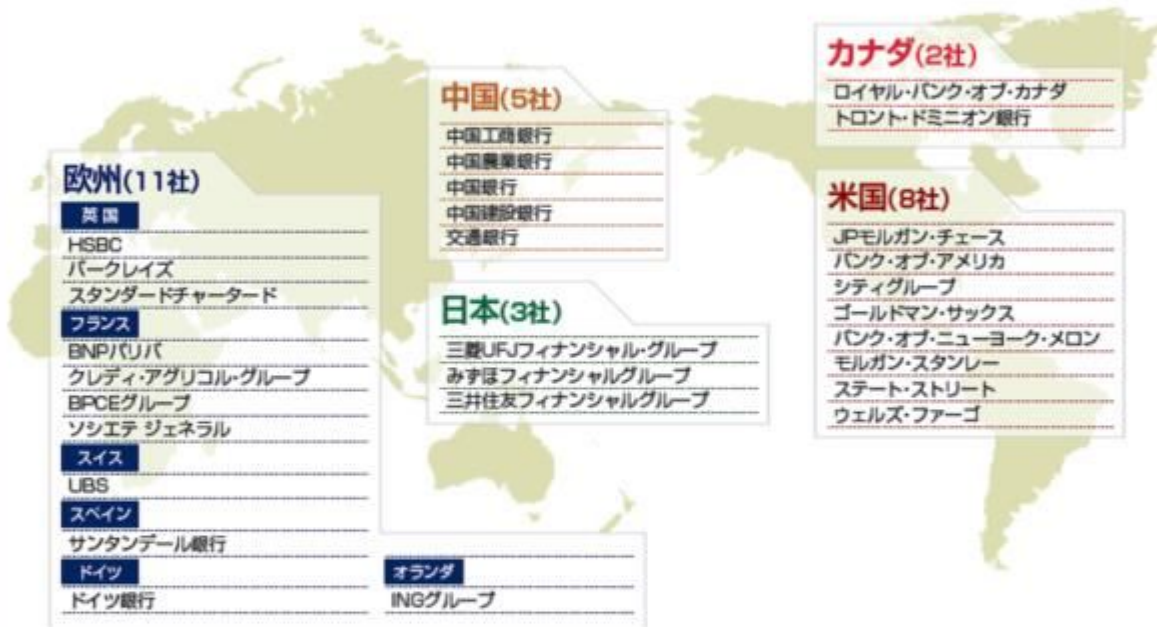 欧州(11社)
英国
HSBC
バークレイズ
スタンダードチャータード
フランス
BNPパリバ
クレディ・アグリコル・グループ
BPCEグループ
ソシエテ ジェネラル
スイス
UBS
スペイン
サンタンデール銀行
ドイツ
ドイツ銀行
オランダ
INGグループ
中国(5社)
中国工商銀行
中国農業銀行
中国銀行
中国建設銀行
交通銀行
日本(3社)
三菱UFJフィナンシャル・グループ
みずほフィナンシャルグループ
三井住友フィナンシャルグループ
カナダ(2社)
ロイヤル・バンク・オブ・カナダ
トロント・ドミニオン銀行
米国(8社)
JPモルガン・チェース
バンク・オブ・アメリカ
シティグループ
ゴールドマン・サックス
バンク・オブ・ニューヨーク・メロン
モルガン・スタンレー
ステート・ストリート
ウェルズ・ファーゴ